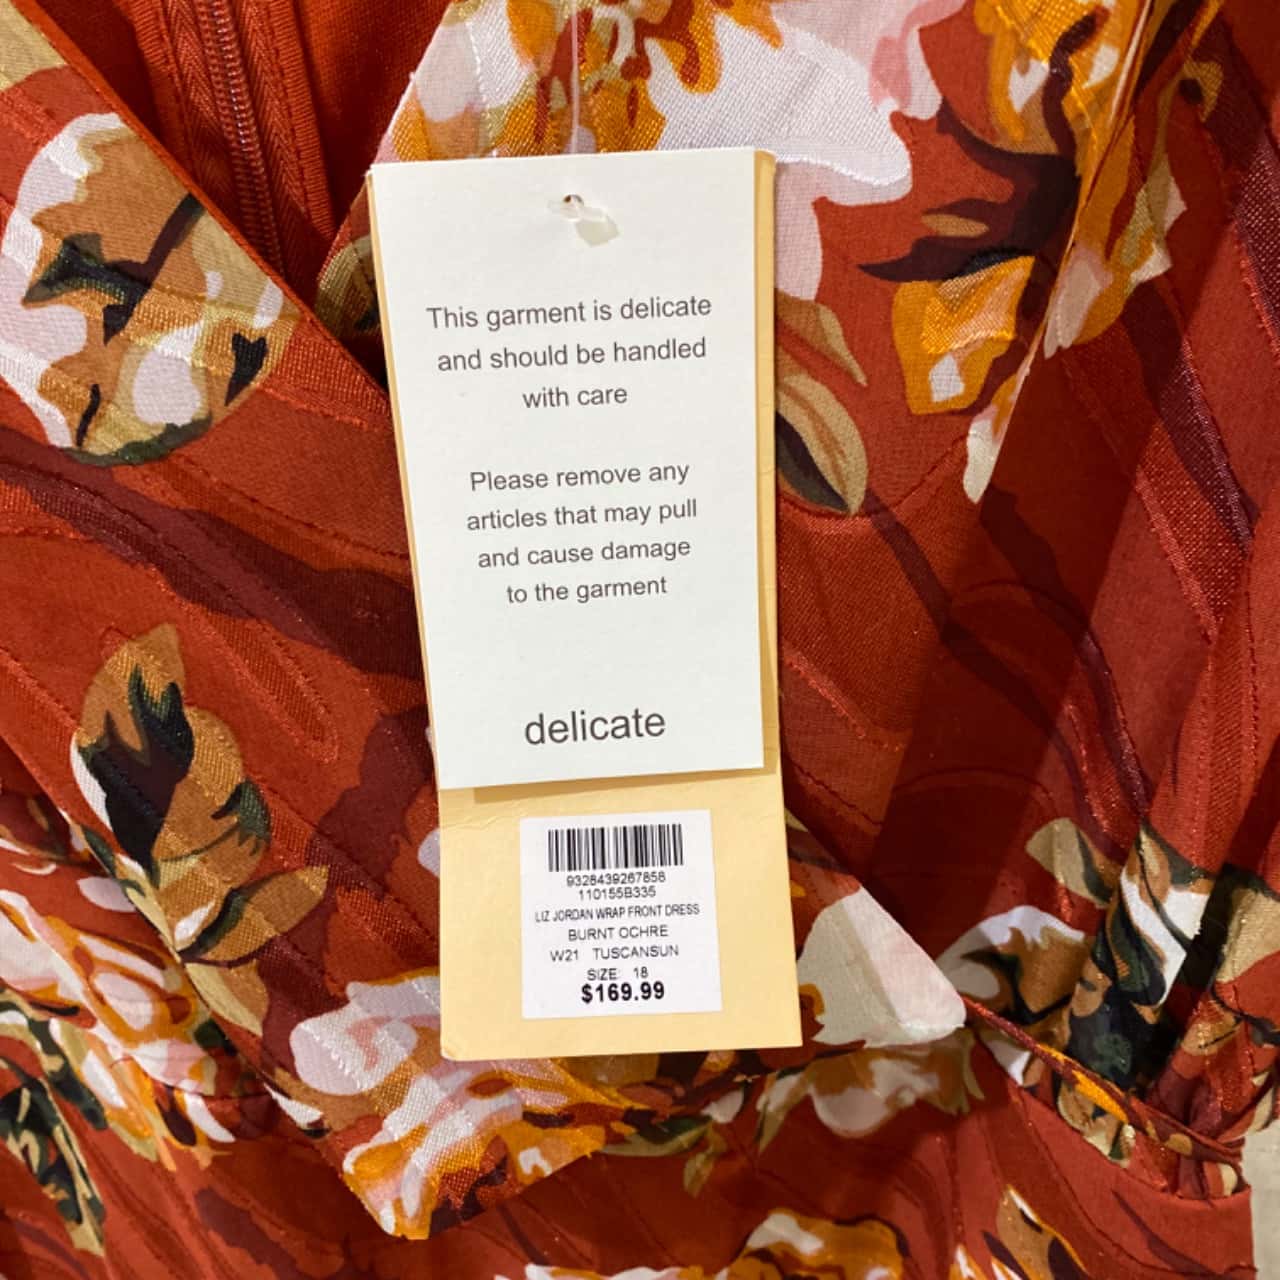 This garment is delicate
and should be handled
with care
Please remove any
articles that may pull
and cause damage
to the garment
delicate
9328439267858
110155B335
LIZ JORDAN WRAP FRONT DRESS
BURNT OCHRE
W21 TUSCANSUN
SIZE: 18
$169.99